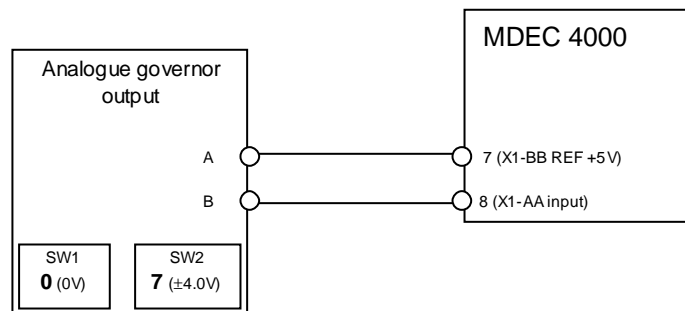 MDEC 4000
Analogue governor
output
A
7 (X1-BB REF +5V)
B
8 (X1-AA input)
SW1
0 (0V)
SW2
7 (±4.0V)